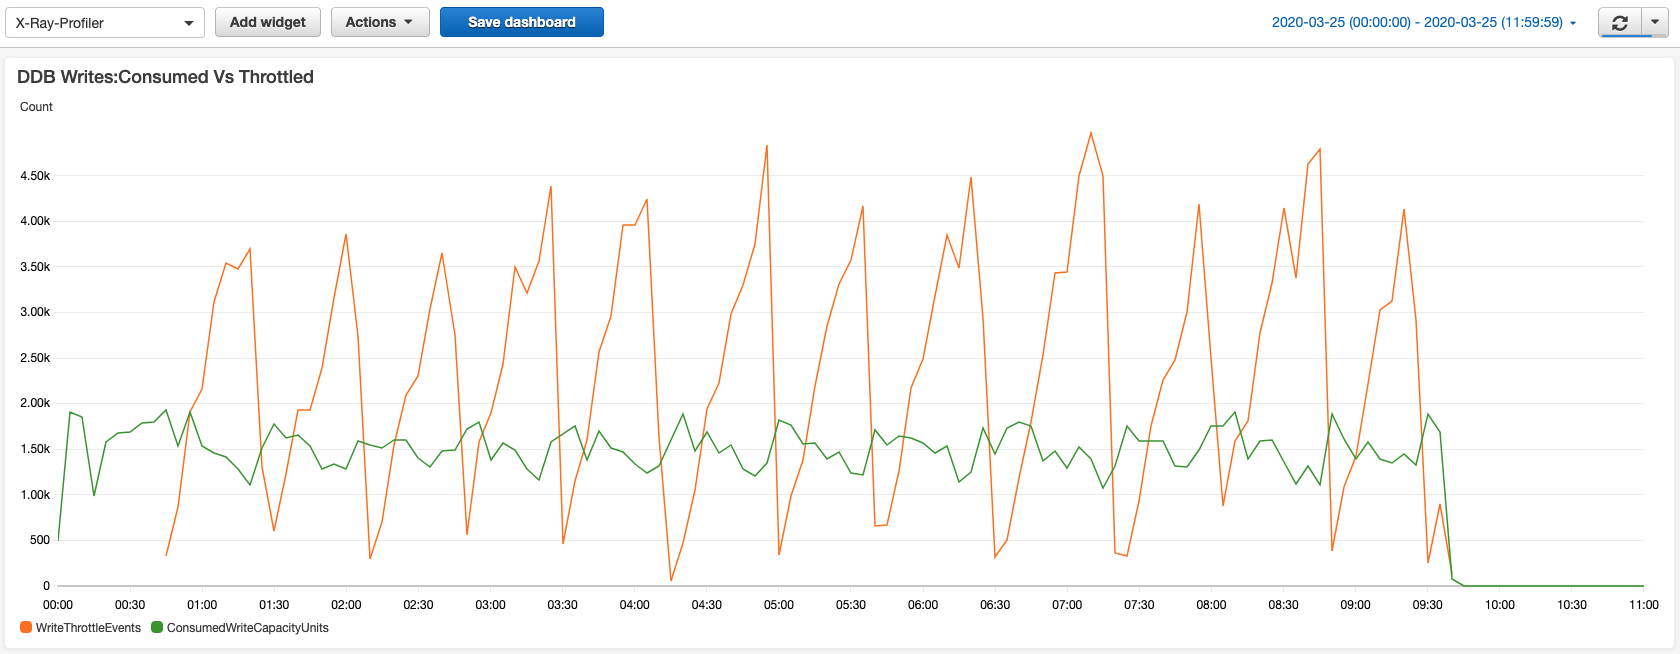 X-Ray-Profiler Add widget Actions Save dashboard 2020-03-25 (00:00:00) - 2020-03-25 (11:59:59)
DDB Writes:Consumed Vs Throttled
Count
4.50k
4.00k
3.50k
3.00k
2.50k
2.00k
1.50k
1.00k
500
0
00:00 00:30 01:00 01:30 02:00 02:30 03:00 03:30 04:00 04:30 05:00 05:30 06:00 06:30 07:00 07:30 08:00 08:30 09:00 09:30 10:00 10:30 11:00
WriteThrottleEvents ConsumedWriteCapacityUnits